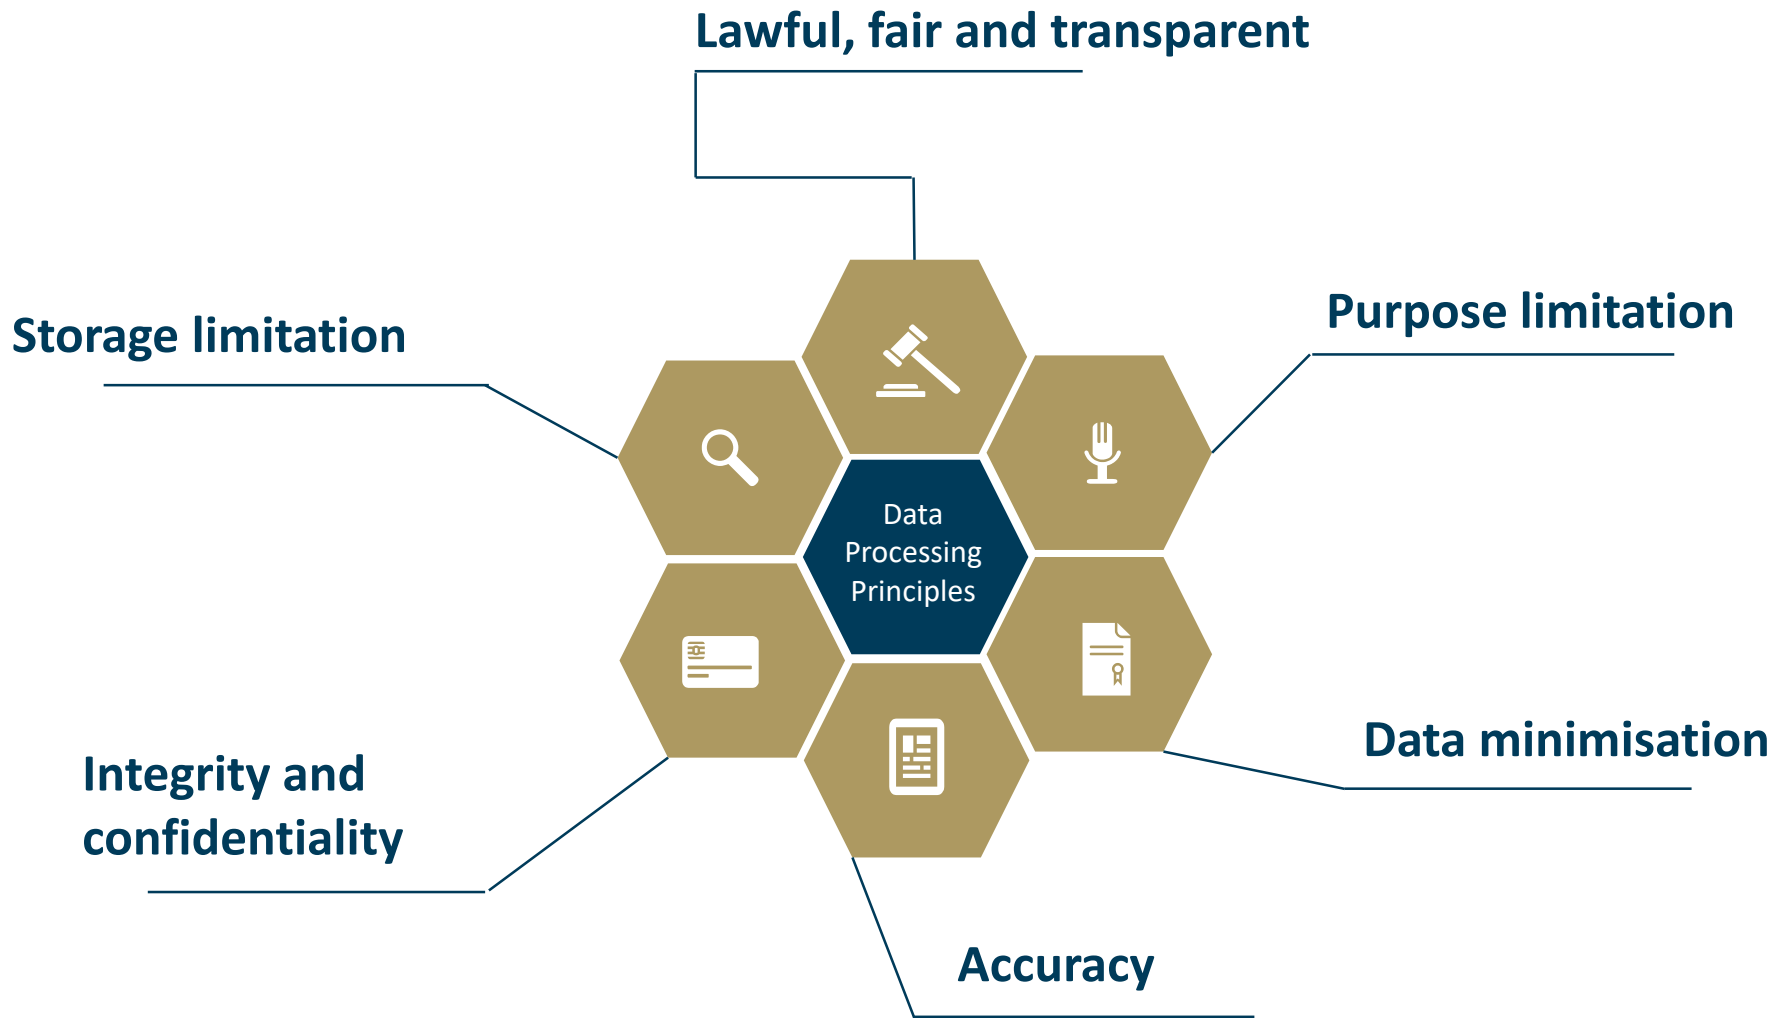 Lawful, fair and transparent
Purpose limitation
Storage limitation
Data
Processing
Principles
Data minimisation
Integrity and
confidentiality
Accuracy